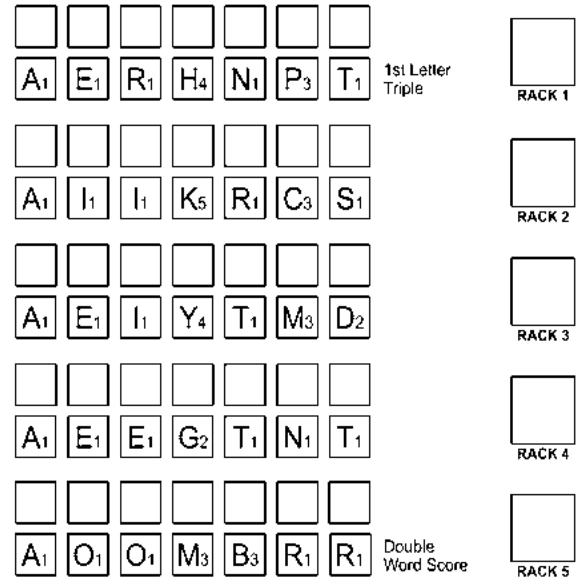 A1 E1 R1 H4 N1 P3 T1 1st Letter Triple
RACK 1
A1 I1 I1 K5 R1 C3 S1
RACK 2
A1 E1 I1 Y4 T1 M3 D2
RACK 3
A1 E1 E1 G2 T1 N1 T1
RACK 4
A1 O1 O1 M3 B3 R1 R1 Double Word Score
RACK 5